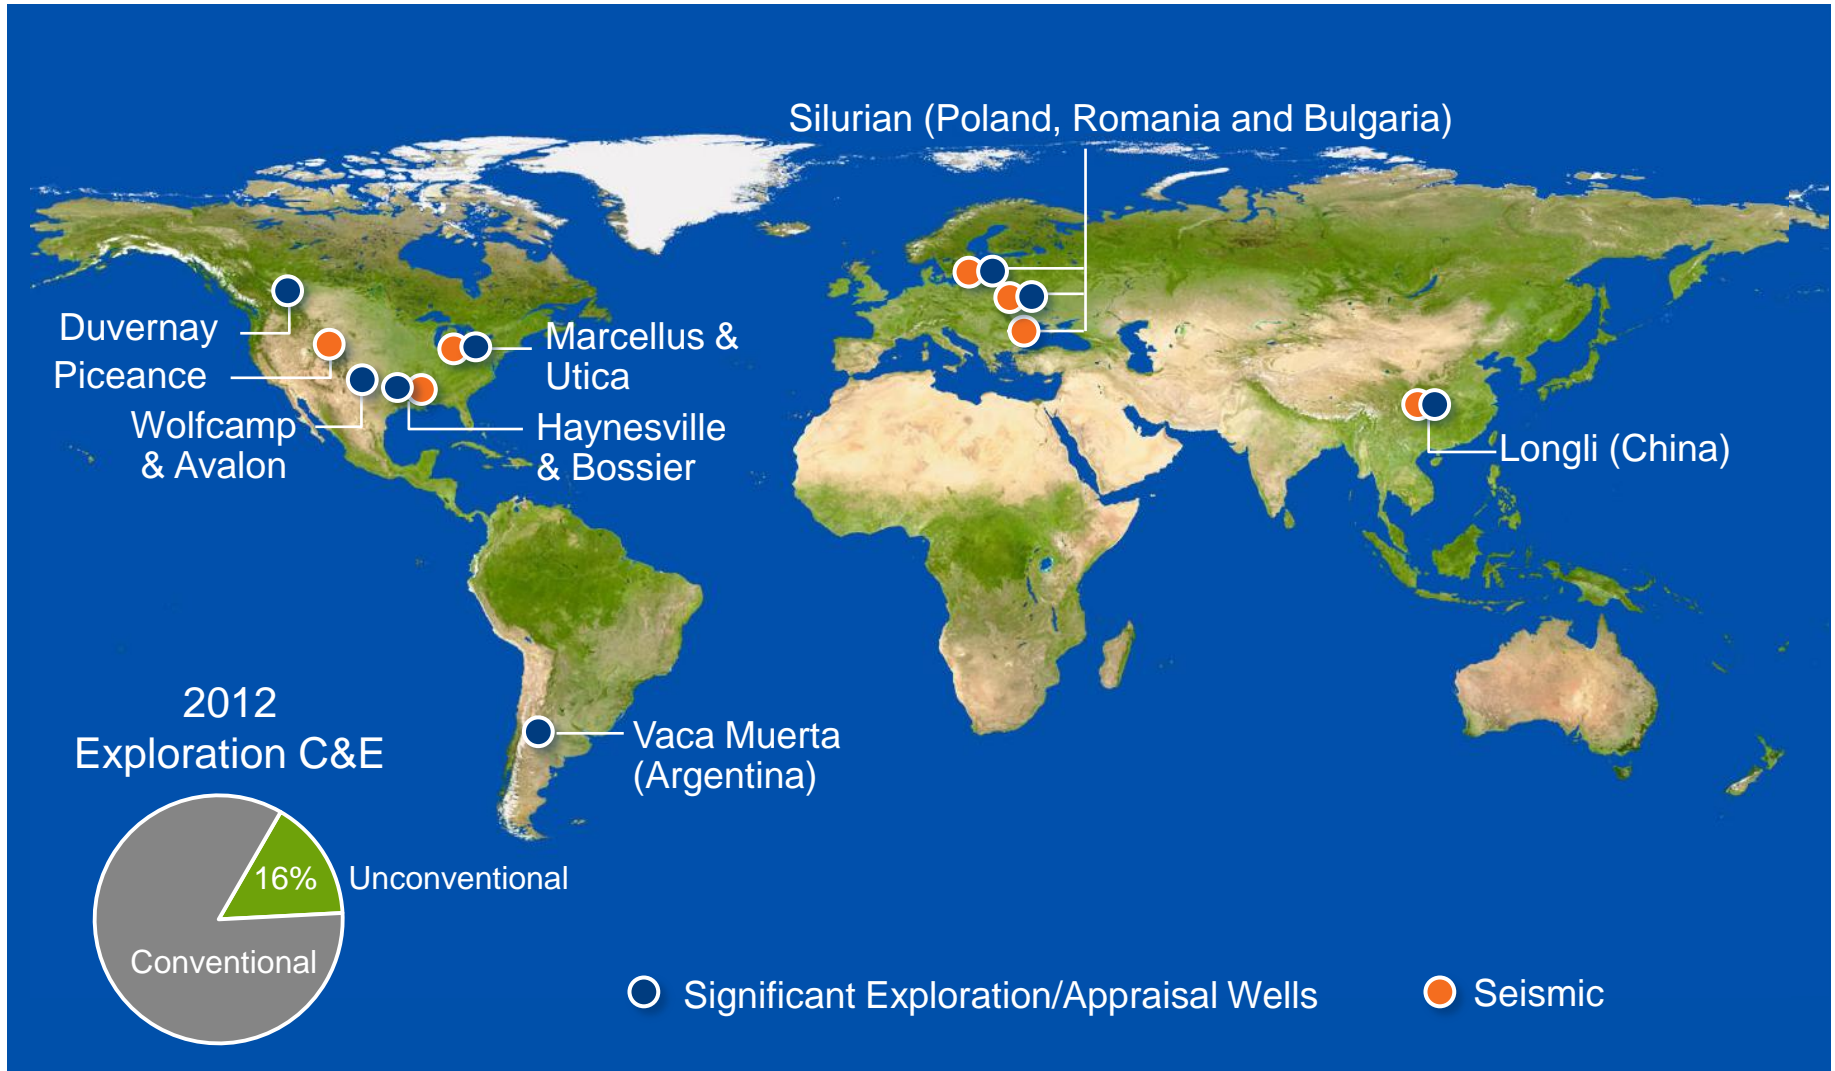 Silurian (Poland, Romania and Bulgaria)
Duvernay
Piceance
Wolfcamp
& Avalon
Marcellus &
Utica
Haynesville
& Bossier
Longli (China)
Vaca Muerta
(Argentina)
2012
Exploration C&E
16%
Unconventional
Conventional
Significant Exploration/Appraisal Wells
Seismic